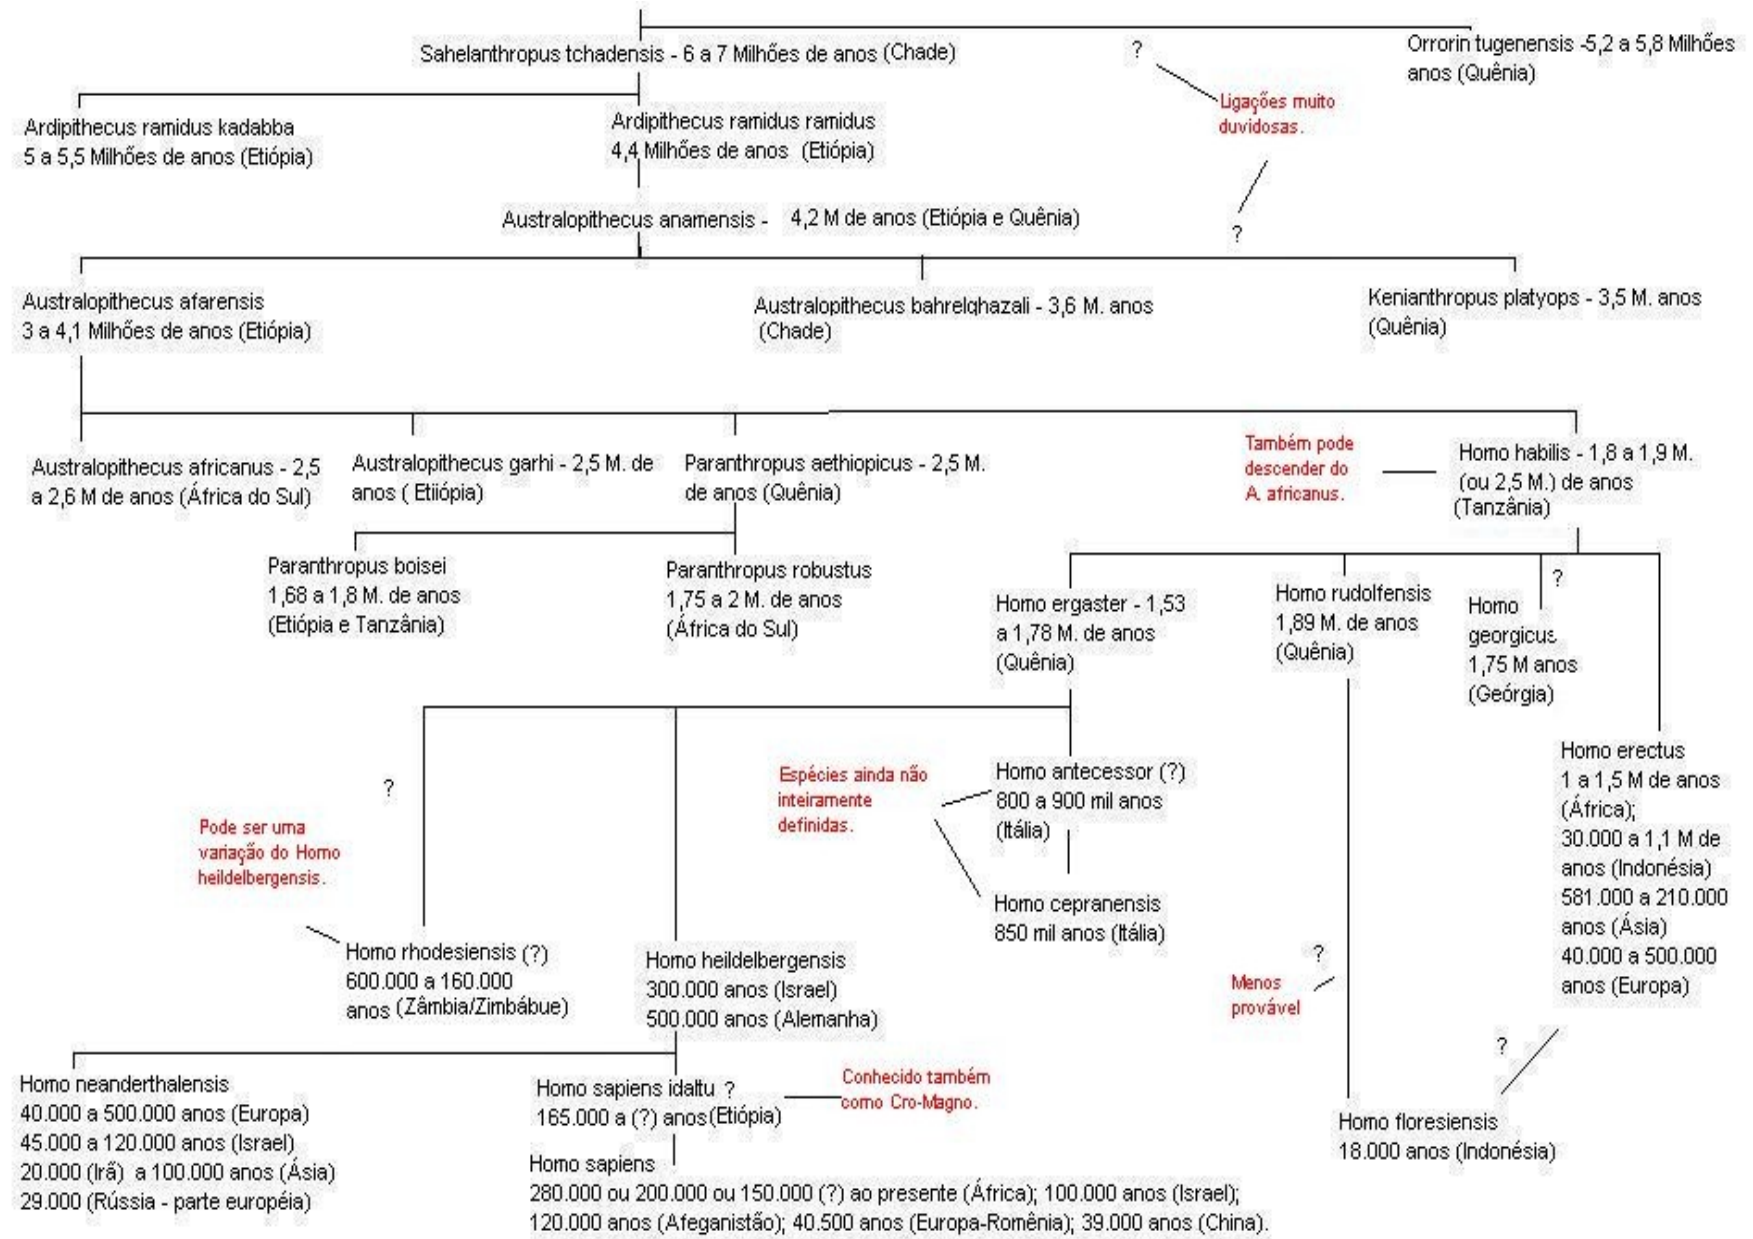 Sahelanthropus tchadensis - 6 a 7 Milhões de anos (Chade)
?
Orrorin tugenensis -5,2 a 5,8 Milhões
anos (Quênia)
Ligações muito
duvidosas.
Ardipithecus ramidus kadabba
5 a 5,5 Milhões de anos (Etiópia)
Ardipithecus ramidus ramidus
4,4 Milhões de anos (Etiópia)
Australopithecus anamensis - 4,2 M de anos (Etiópia e Quênia)
?
Australopithecus afarensis
3 a 4,1 Milhões de anos (Etiópia)
Australopithecus bahrelghazali - 3,6 M. anos
(Chade)
Kenianthropus platyops - 3,5 M. anos
(Quênia)
Australopithecus africanus - 2,5
a 2,6 M de anos (África do Sul)
Australopithecus garhi - 2,5 M. de
anos ( Etiiópia)
Paranthropus aethiopicus - 2,5 M.
de anos (Quênia)
Também pode
descender do
A. africanus.
Homo habilis - 1,8 a 1,9 M.
(ou 2,5 M.) de anos
(Tanzânia)
Paranthropus boisei
1,68 a 1,8 M. de anos
(Etiópia e Tanzânia)
Paranthropus robustus
1,75 a 2 M. de anos
(África do Sul)
Homo ergaster - 1,53
a 1,78 M. de anos
(Quênia)
Homo rudolfensis
1,89 M. de anos
(Quênia)
?
Homo
georgicus
1,75 M anos
(Geórgia)
Homo erectus
1 a 1,5 M de anos
(África);
30.000 a 1,1 M de
anos (Indonésia)
581.000 a 210.000
anos (Ásia)
40.000 a 500.000
anos (Europa)
?
Pode ser uma
variação do Homo
heildelbergensis.
Espécies ainda não
inteiramente
definidas.
Homo antecessor (?)
800 a 900 mil anos
(Itália)
Homo cepranensis
850 mil anos (Itália)
Homo rhodesiensis (?)
600.000 a 160.000
anos (Zâmbia/Zimbábue)
Homo heildelbergensis
300.000 anos (Israel)
500.000 anos (Alemanha)
?
Menos
provável
?
Homo neanderthalensis
40.000 a 500.000 anos (Europa)
45.000 a 120.000 anos (Israel)
20.000 (Irã) a 100.000 anos (Ásia)
29.000 (Rússia - parte européia)
Homo sapiens idaltu ?
165.000 a (?) anos (Etiópia)
Conhecido também
como Cro-Magno.
Homo floresiensis
18.000 anos (Indonésia)
Homo sapiens
280.000 ou 200.000 ou 150.000 (?) ao presente (África); 100.000 anos (Israel);
120.000 anos (Afeganistão); 40.500 anos (Europa-Romênia); 39.000 anos (China).